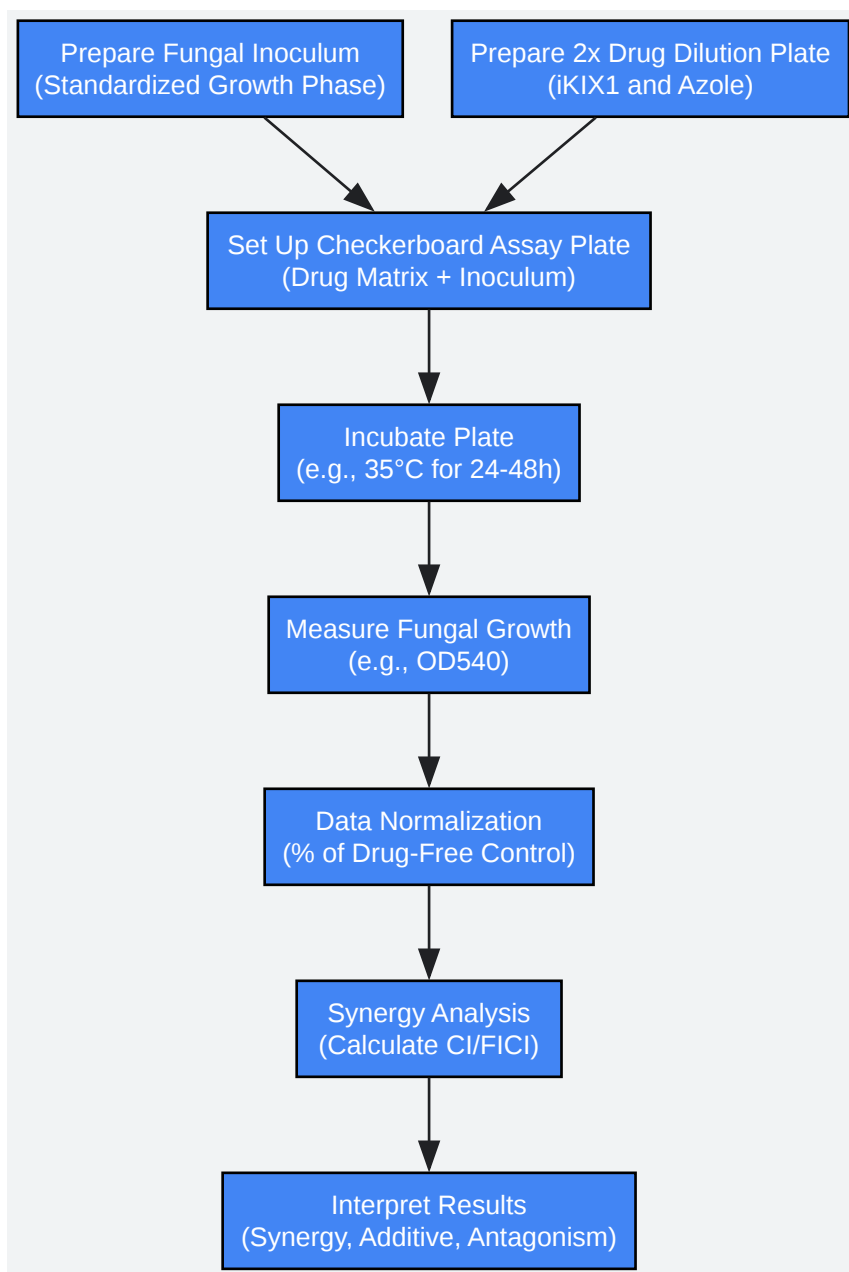 Prepare Fungal Inoculum
(Standardized Growth Phase)
Prepare 2x Drug Dilution Plate
(iKIX1 and Azole)
Set Up Checkerboard Assay Plate
(Drug Matrix + Inoculum)
Incubate Plate
(e.g., 35°C for 24-48h)
Measure Fungal Growth
(e.g., OD540)
Data Normalization
(% of Drug-Free Control)
Synergy Analysis
(Calculate CI/FICI)
Interpret Results
(Synergy, Additive, Antagonism)